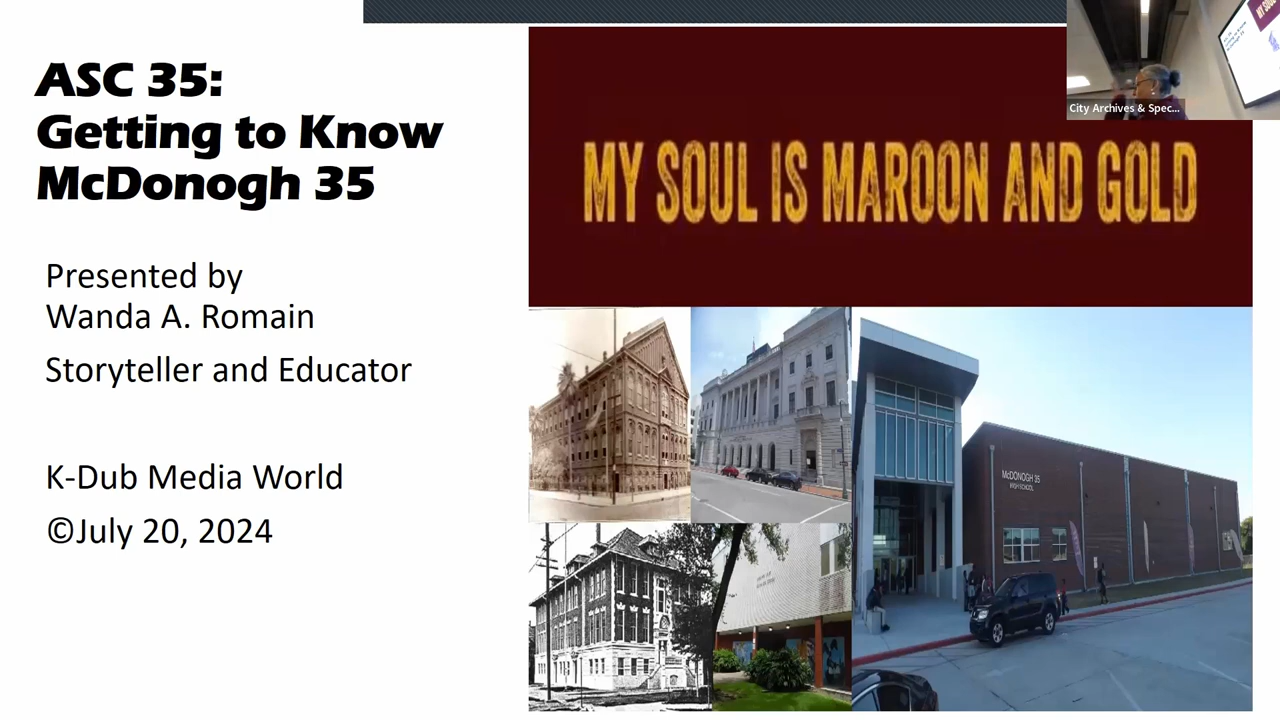 ASC 35:
Getting to Know
McDonogh 35
Presented by
Wanda A. Romain
Storyteller and Educator
K-Dub Media World
©July 20, 2024
MY SOUL IS MAROON AND GOLD
City Archives & Spec...
McDONOGH 35
HIGH SCHOOL